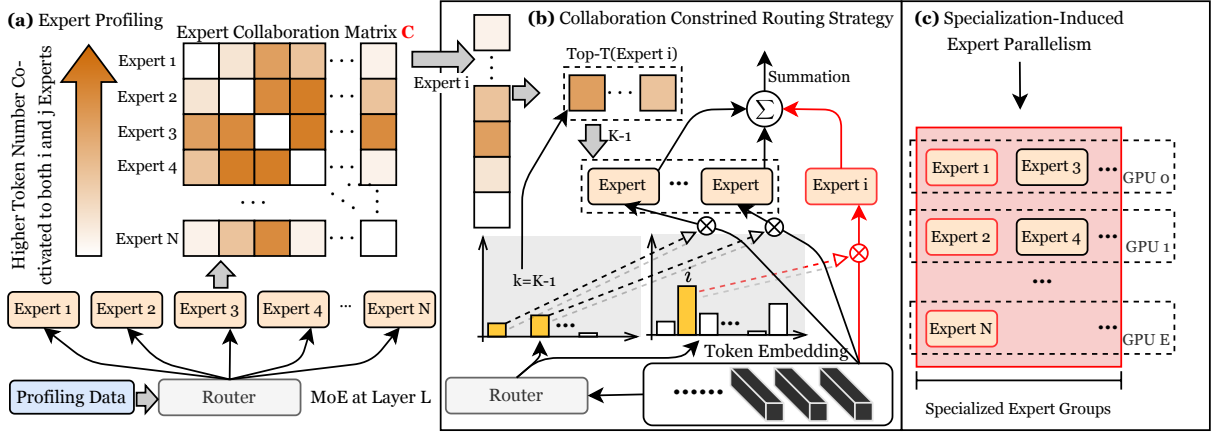 (a) Expert Profiling
Higher Token Number Co-
ctivated to both i and j Experts
Expert Collaboration Matrix C
Expert 1
Expert 2
Expert 3
Expert 4
...
Expert N
Expert 1
Expert 2
Expert 3
Expert 4
...
Expert N
Profiling Data
Router
MoE at Layer L
(b) Collaboration Constrined Routing Strategy
Expert i
Top-T(Expert i)
K-1
Summation
Σ
Expert
...
Expert
Expert i
k=K-1
i
...
...
Token Embedding
Router
(c) Specialization-Induced
Expert Parallelism
Expert 1
Expert 3
...
GPU 0
Expert 2
Expert 4
...
GPU 1
...
Expert N
...
GPU E
Specialized Expert Groups